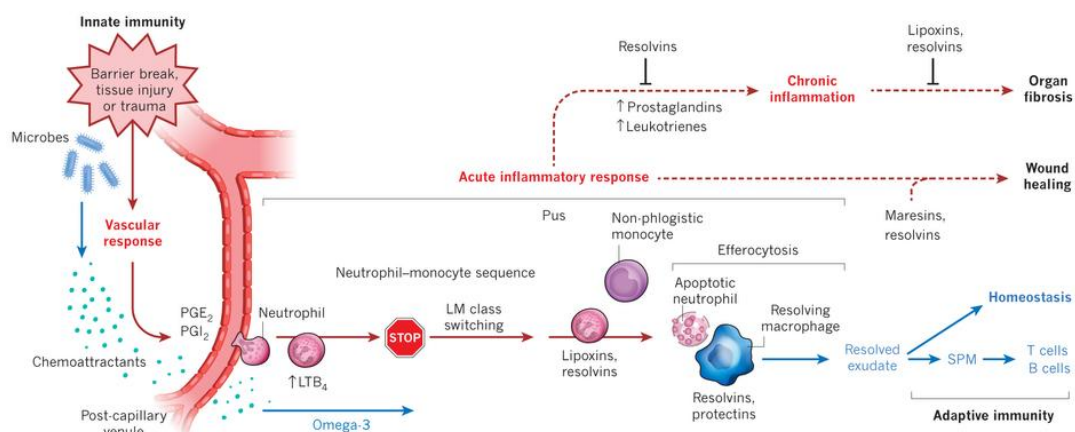 Innate immunity
Barrier break,
tissue injury
or trauma
Microbes
Vascular
response
Chemoattractants
PGE₂
PGI₂
Post-capillary
venule
Resolvins
↑Prostaglandins
↑Leukotrienes
Chronic
inflammation
Lipoxins,
resolvins
Organ
fibrosis
Acute inflammatory response
Wound
healing
Maresins,
resolvins
Pus
Non-phlogistic
monocyte
Efferocytosis
Neutrophil–monocyte sequence
Neutrophil
↑LTB₄
STOP
LM class
switching
Lipoxins,
resolvins
Apoptotic
neutrophil
Resolving
macrophage
Resolvins,
protectins
Resolved
exudate
Homeostasis
SPM
T cells
B cells
Adaptive immunity
Omega-3